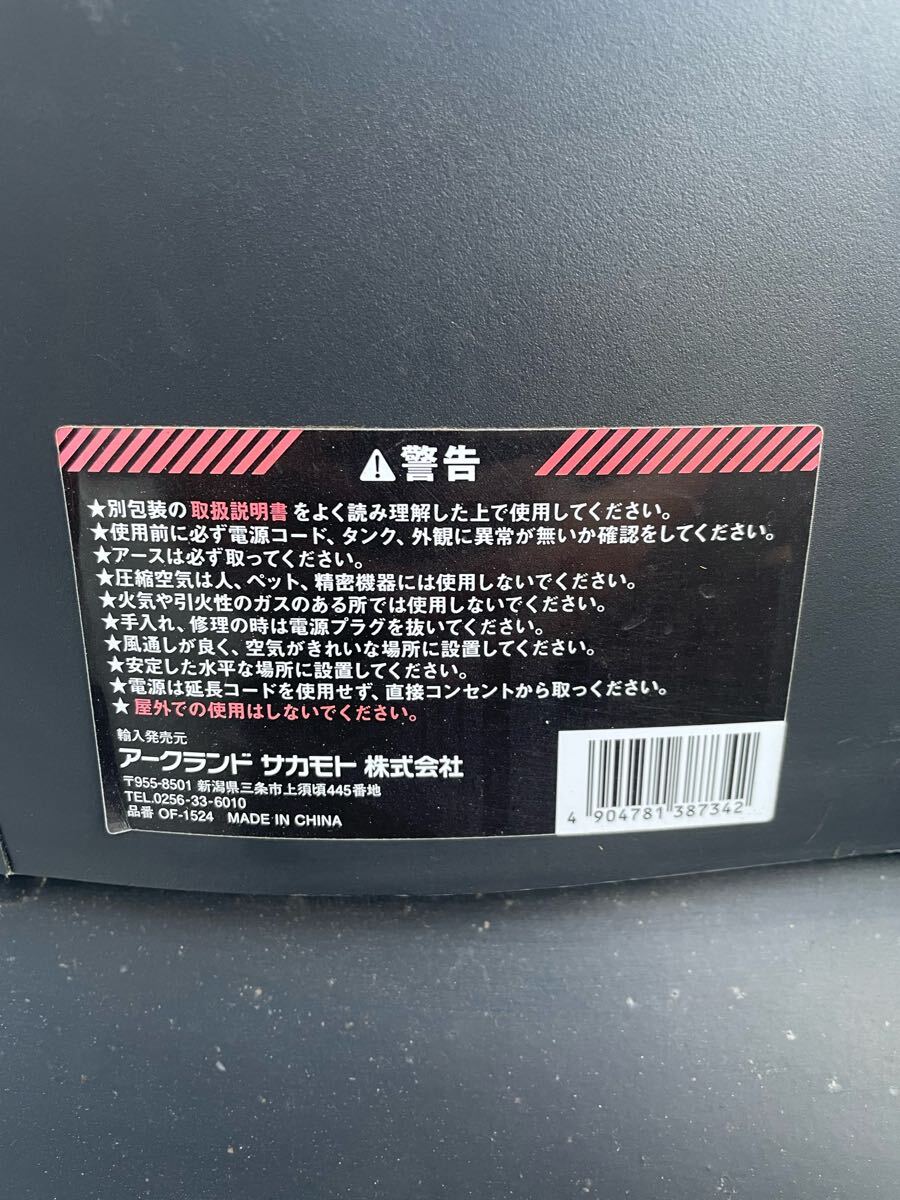 ⚠警告
★別包装の取扱説明書をよく読み理解した上で使用してください。
★使用前に必ず電源コード、タンク、外観に異常が無いか確認をしてください。
★アースは必ず取ってください。
★圧縮空気は人、ペット、精密機器には使用しないでください。
★火気や引火性のガスのある所では使用しないでください。
★手入れ、修理の時は電源プラグを抜いてください。
★風通しが良く、空気がきれいな場所に設置してください。
★安定した水平な場所に設置してください。
★電源は延長コードを使用せず、直接コンセントから取っください。
★屋外での使用はしないでください。
輸入発売元
アークランド サカモト 株式会社
〒955-8501 新潟県三条市上須頃445番地
TEL.0256-33-6010
品番 OF-1524 MADE IN CHINA
4 904781 387342